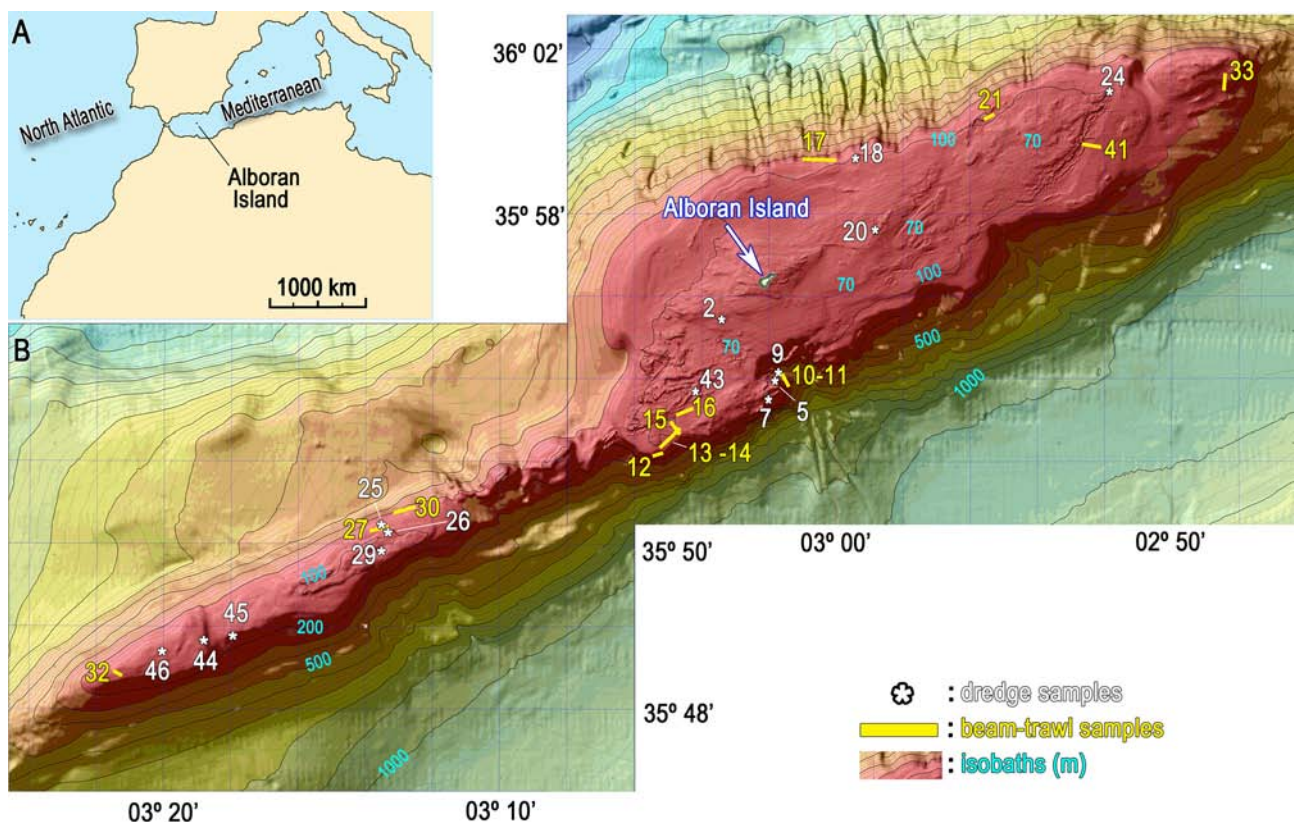 A
North Atlantic
Mediterranean
Alboran
Island
1000 km
B
36º 02’
35º 58’
35º 50’
35º 48’
03º 20’
03º 10’
03º 00’
02º 50’
Alboran Island
33
24
21
41
17
18
100
70
20
70
100
70
2
70
9
500
1000
10-11
5
7
43
16
15
13 -14
12
25
30
27
26
29
100
45
200
44
46
500
32
1000
: dredge samples
: beam-trawl samples
: isobaths (m)